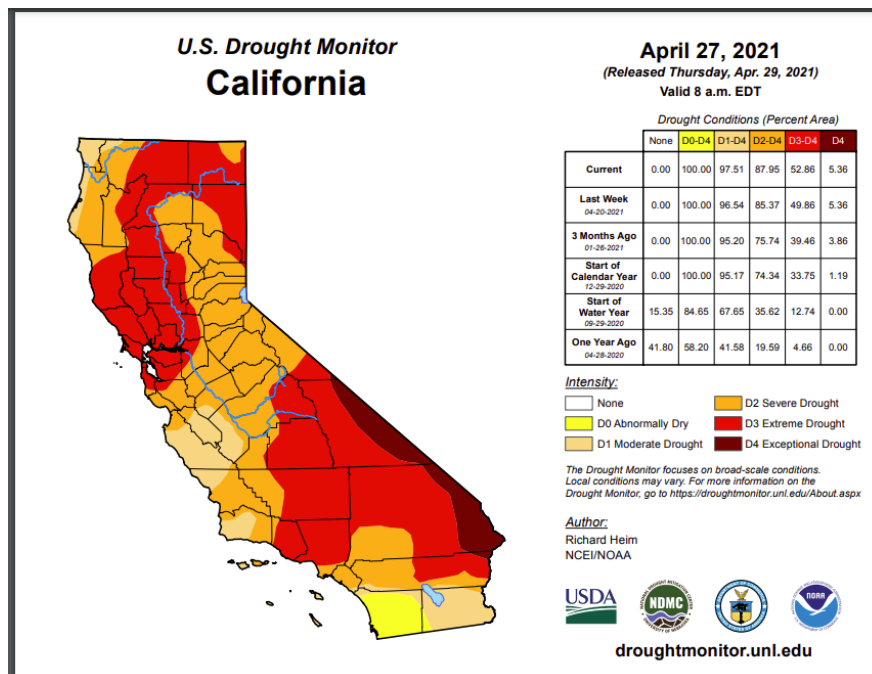 U.S. Drought Monitor
California
April 27, 2021
(Released Thursday, Apr. 29, 2021)
Valid 8 a.m. EDT
Drought Conditions (Percent Area)
None D0-D4 D1-D4 D2-D4 D3-D4 D4
Current 0.00 100.00 97.51 87.95 52.86 5.36
Last Week
04-20-2021 0.00 100.00 96.54 85.37 49.86 5.36
3 Months Ago
01-26-2021 0.00 100.00 95.20 75.74 39.46 3.86
Start of
Calendar Year
12-29-2020 0.00 100.00 95.17 74.34 33.75 1.19
Start of
Water Year
09-29-2020 15.35 84.65 67.65 35.62 12.74 0.00
One Year Ago
04-28-2020 41.80 58.20 41.58 19.59 4.66 0.00
Intensity:
None
D0 Abnormally Dry
D1 Moderate Drought
D2 Severe Drought
D3 Extreme Drought
D4 Exceptional Drought
The Drought Monitor focuses on broad-scale conditions.
Local conditions may vary. For more information on the
Drought Monitor, go to https://droughtmonitor.unl.edu/About.aspx
Author:
Richard Heim
NCEI/NOAA
USDA
NDMC
NOAA
droughtmonitor.unl.edu